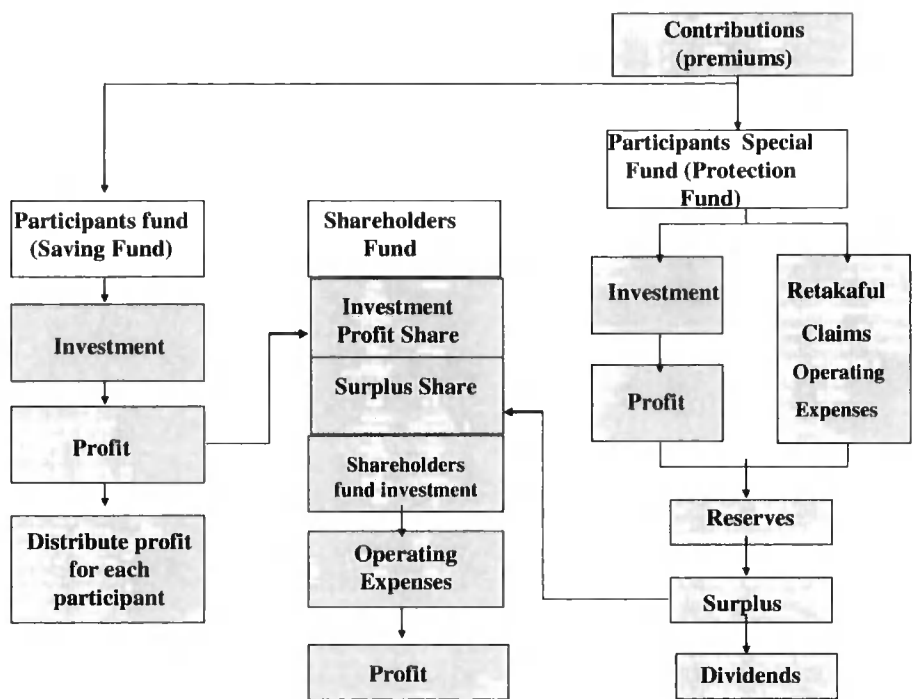 Contributions
(premiums)
Participants Special
Fund (Protection
Fund)
Participants fund
(Saving Fund)
Shareholders
Fund
Investment
Profit Share
Surplus Share
Shareholders
fund investment
Operating
Expenses
Profit
Investment
Profit
Distribute profit
for each
participant
Investment
Profit
Retakaful
Claims
Operating
Expenses
Reserves
Surplus
Dividends